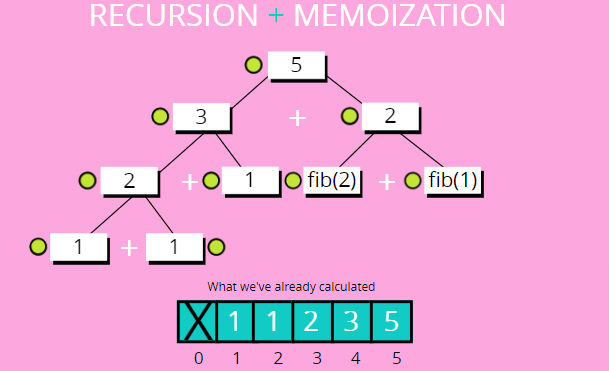 RECURSION + MEMOIZATION
5
3 + 2
2 + 1 fib(2) + fib(1)
1 + 1
What we've already calculated
X 1 1 2 3 5
0 1 2 3 4 5